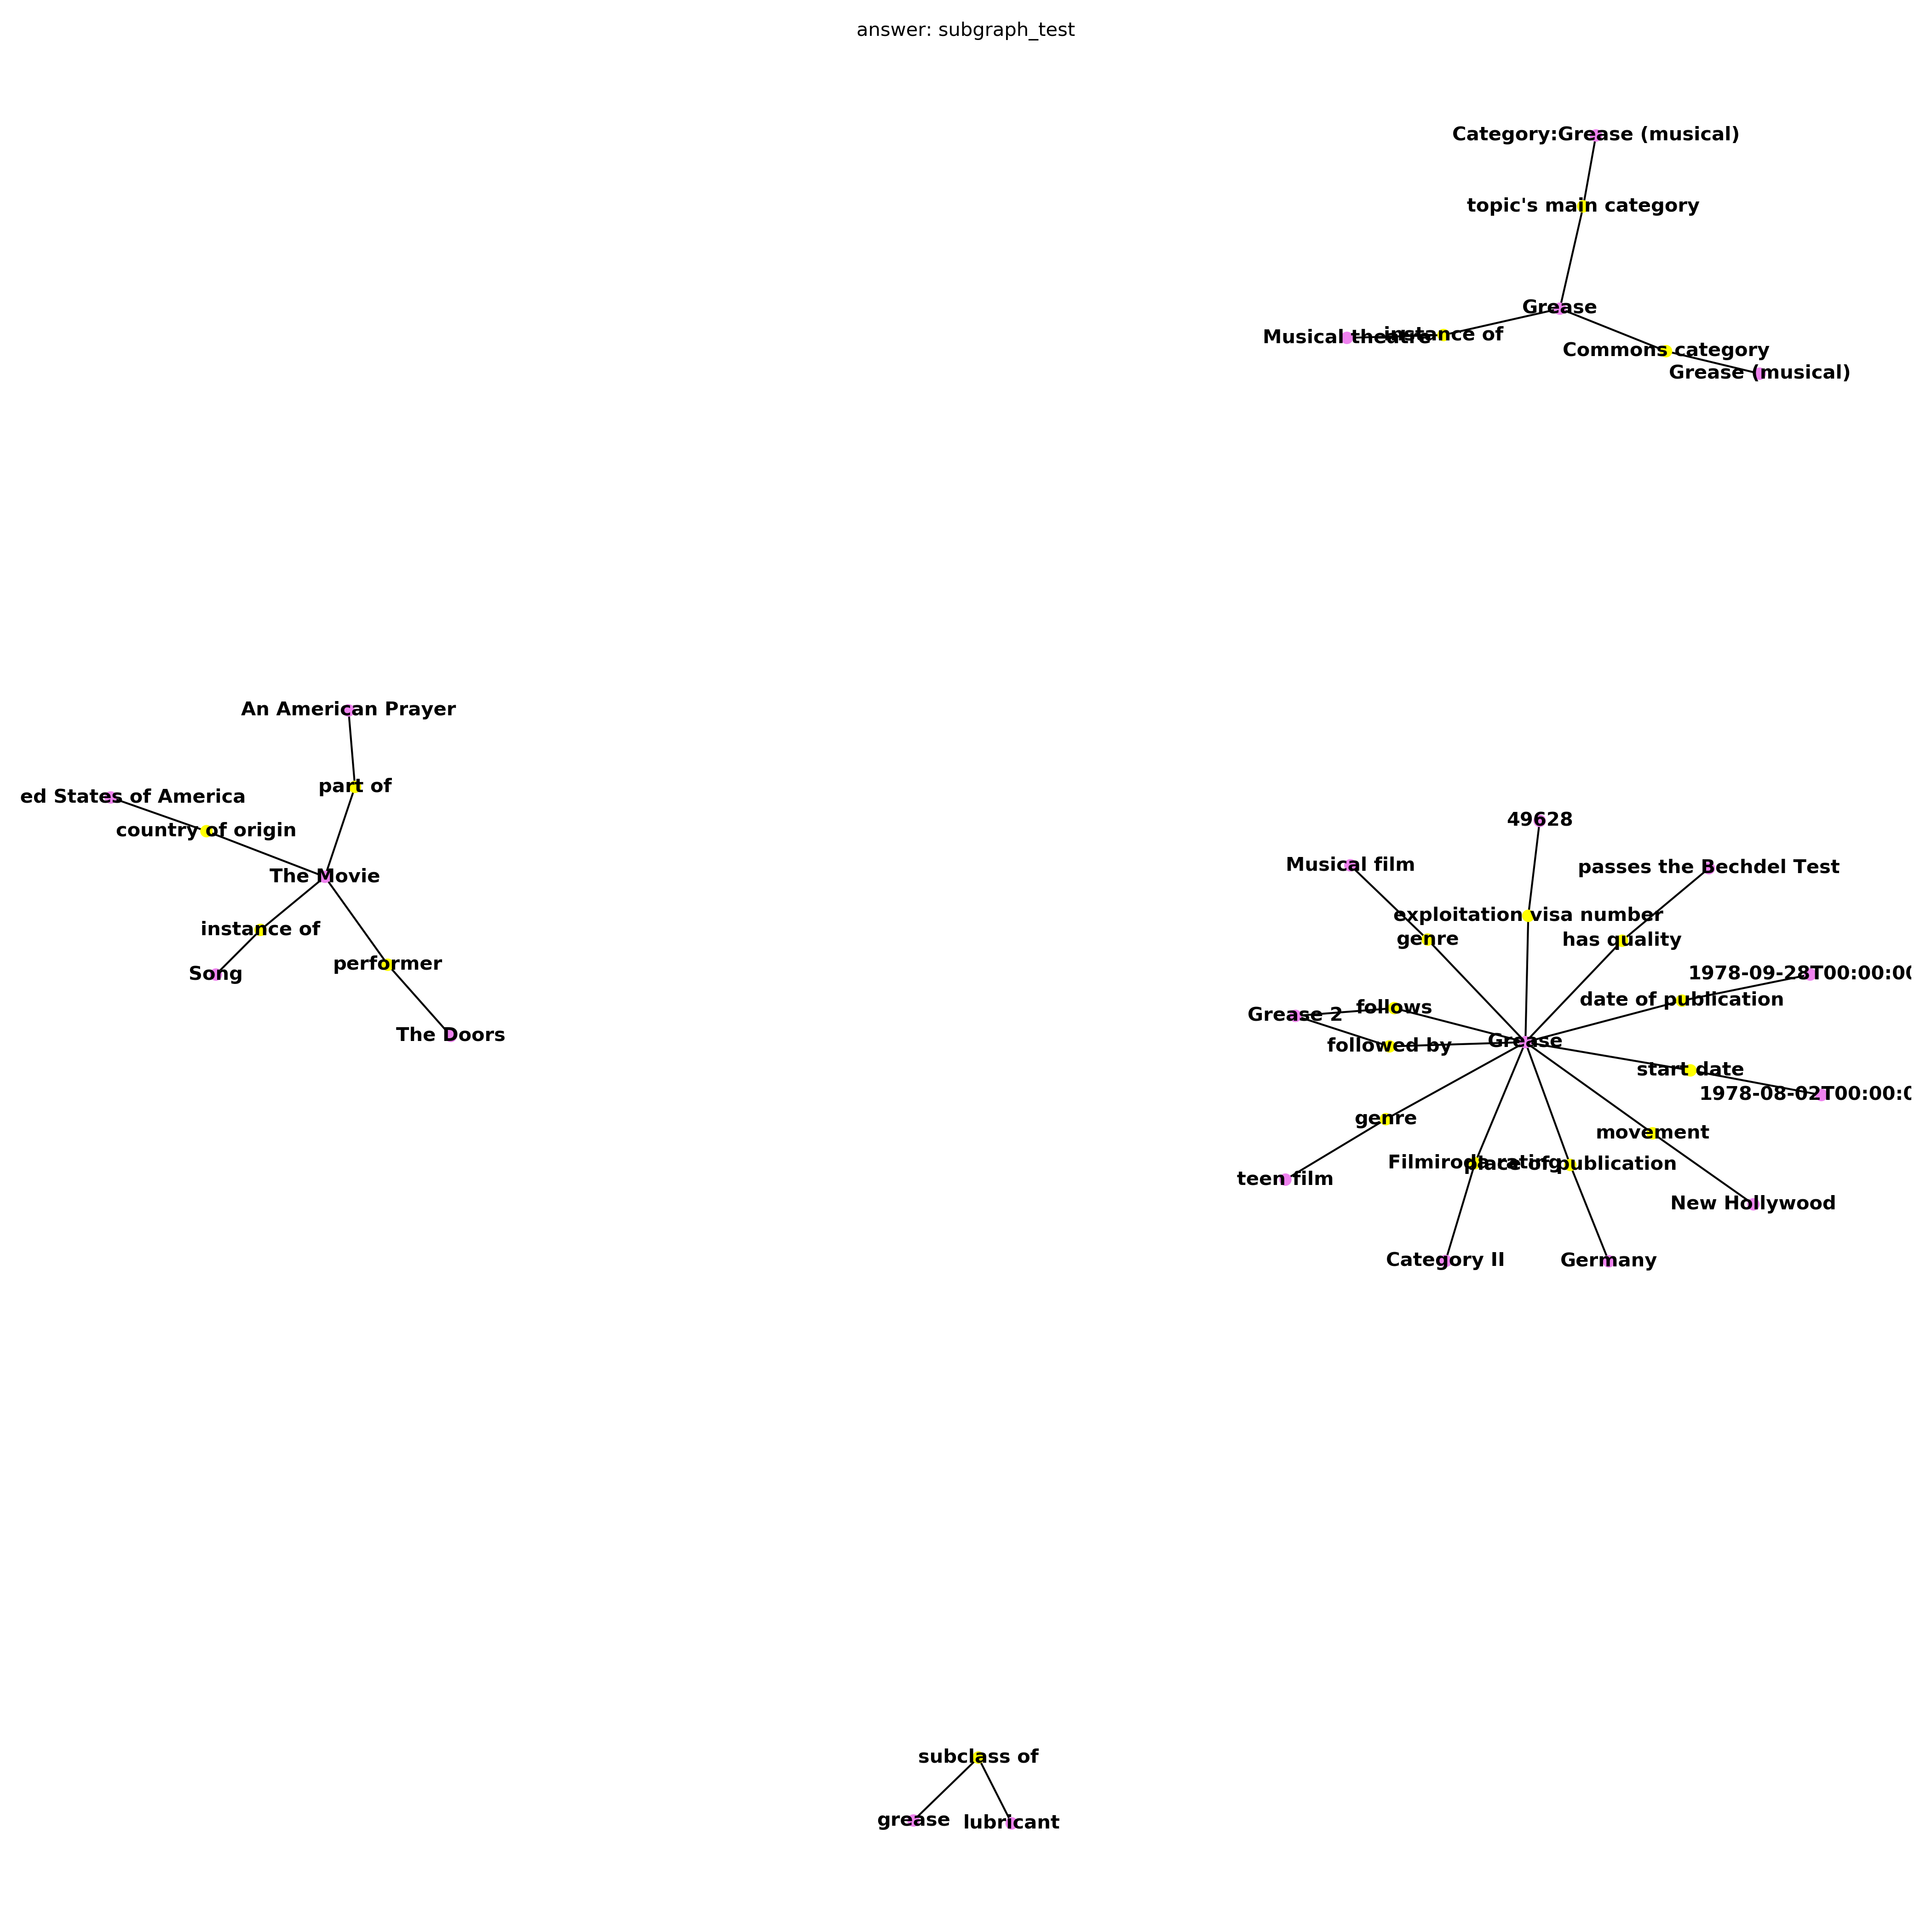 answer: subgraph_test
Category:Grease (musical)
topic's main category
Grease
instance of
Musical theatre
Commons category
Grease (musical)
An American Prayer
part of
ed States of America
country of origin
The Movie
instance of
Song
performer
The Doors
49628
Musical film
passes the Bechdel Test
exploitation visa number
genre
has quality
1978-09-28T00:00:00
date of publication
follows
Grease 2
followed by
Grease
start date
1978-08-02T00:00:0
genre
movement
Filmiroda rating
place of publication
teen film
New Hollywood
Category II
Germany
subclass of
grease
lubricant